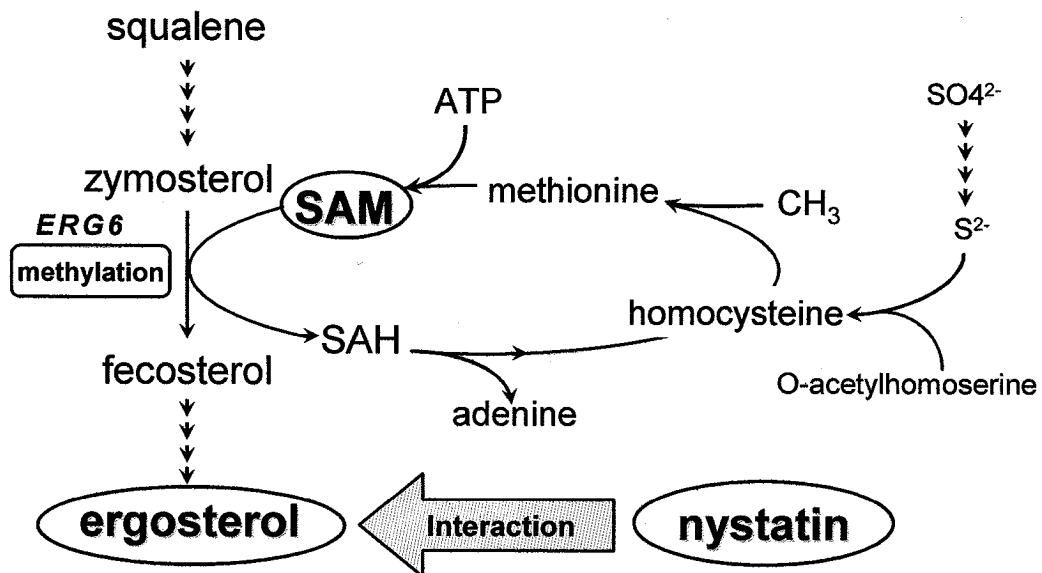 squalene
ATP
SO4²⁻
zymosterol
SAM
methionine
CH₃
S²⁻
ERG6
methylation
homocysteine
SAH
fecosterol
O-acetylhomoserine
adenine
ergosterol
Interaction
nystatin